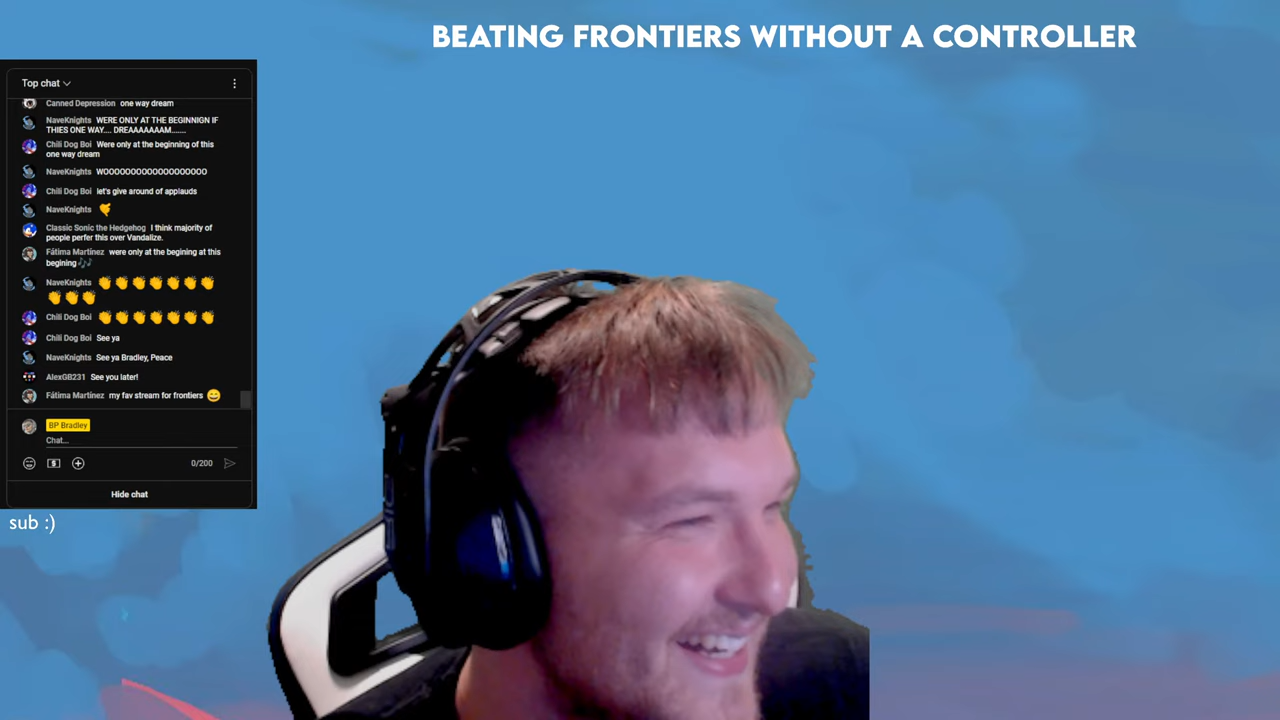 BEATING FRONTIERS WITHOUT A CONTROLLER
Top chat
Canned Depression one way dream
NaveKnights WERE ONLY AT THE BEGINNIGN IF
THIES ONE WAY.... DREAAAAAAM.......
Chili Dog Boi Were only at the beginning of this
one way dream
NaveKnights WOOOOOOOOOOOOOOOOOOO
Chili Dog Boi let's give around of applauds
NaveKnights
Classic Sonic the Hedgehog I think majority of
people perfer this over Vandalize.
Fátima Martínez were only at the begining at this
begining
NaveKnights
Chili Dog Boi
Chili Dog Boi See ya
NaveKnights See ya Bradley, Peace
AlexGB231 See you later!
Fátima Martínez my fav stream for frontiers
BP Bradley
Chat...
0/200
Hide chat
sub :)